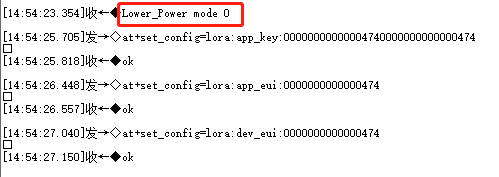 [14:54:23.354]收←◆Lower_Power mode 0
[14:54:25.705]发→◇at+set_config=lora:app_key:00000000000004740000000000000474
□
[14:54:25.818]收←◆ok
[14:54:26.448]发→◇at+set_config=lora:app_eui:0000000000000474
□
[14:54:26.557]收←◆ok
[14:54:27.040]发→◇at+set_config=lora:dev_eui:0000000000000474
□
[14:54:27.150]收←◆ok